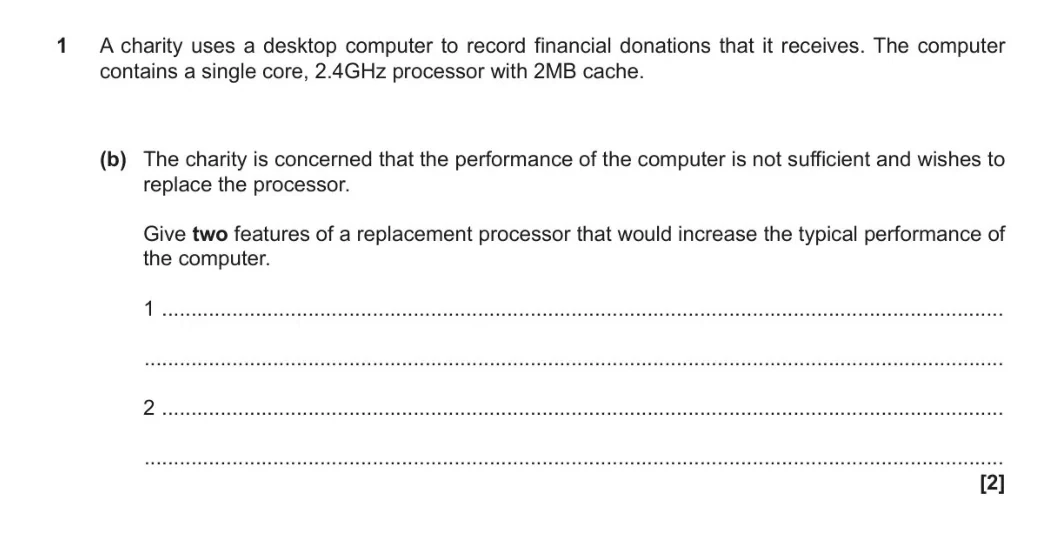 1 A charity uses a desktop computer to record financial donations that it receives. The computer
contains a single core, 2.4GHz processor with 2MB cache.
(b) The charity is concerned that the performance of the computer is not sufficient and wishes to
replace the processor.
Give two features of a replacement processor that would increase the typical performance of
the computer.
1 ..........................................................................................................................
..........................................................................................................................
2 ..........................................................................................................................
..........................................................................................................................
[2]